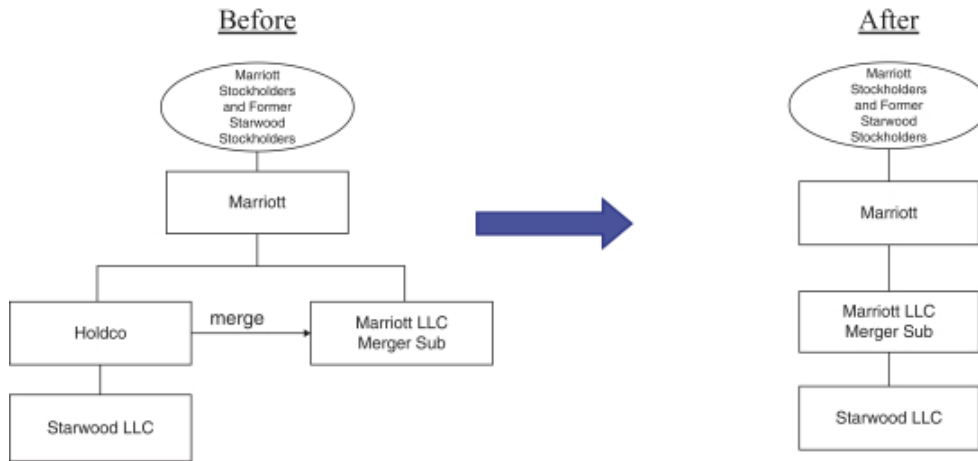 Before
Marriott
Stockholders
and Former
Starwood
Stockholders
Marriott
Holdco
merge
Marriott LLC
Merger Sub
Starwood LLC
After
Marriott
Stockholders
and Former
Starwood
Stockholders
Marriott
Marriott LLC
Merger Sub
Starwood LLC